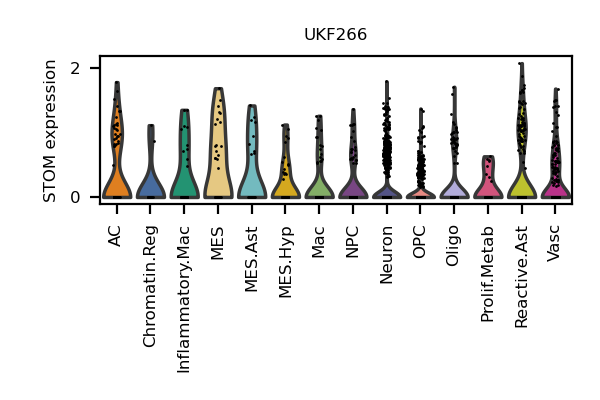 UKF266
STOM expression
2
0
AC
Chromatin.Reg
Inflammatory.Mac
MES
MES.Ast
MES.Hyp
Mac
NPC
Neuron
OPC
Oligo
Prolif.Metab
Reactive.Ast
Vasc